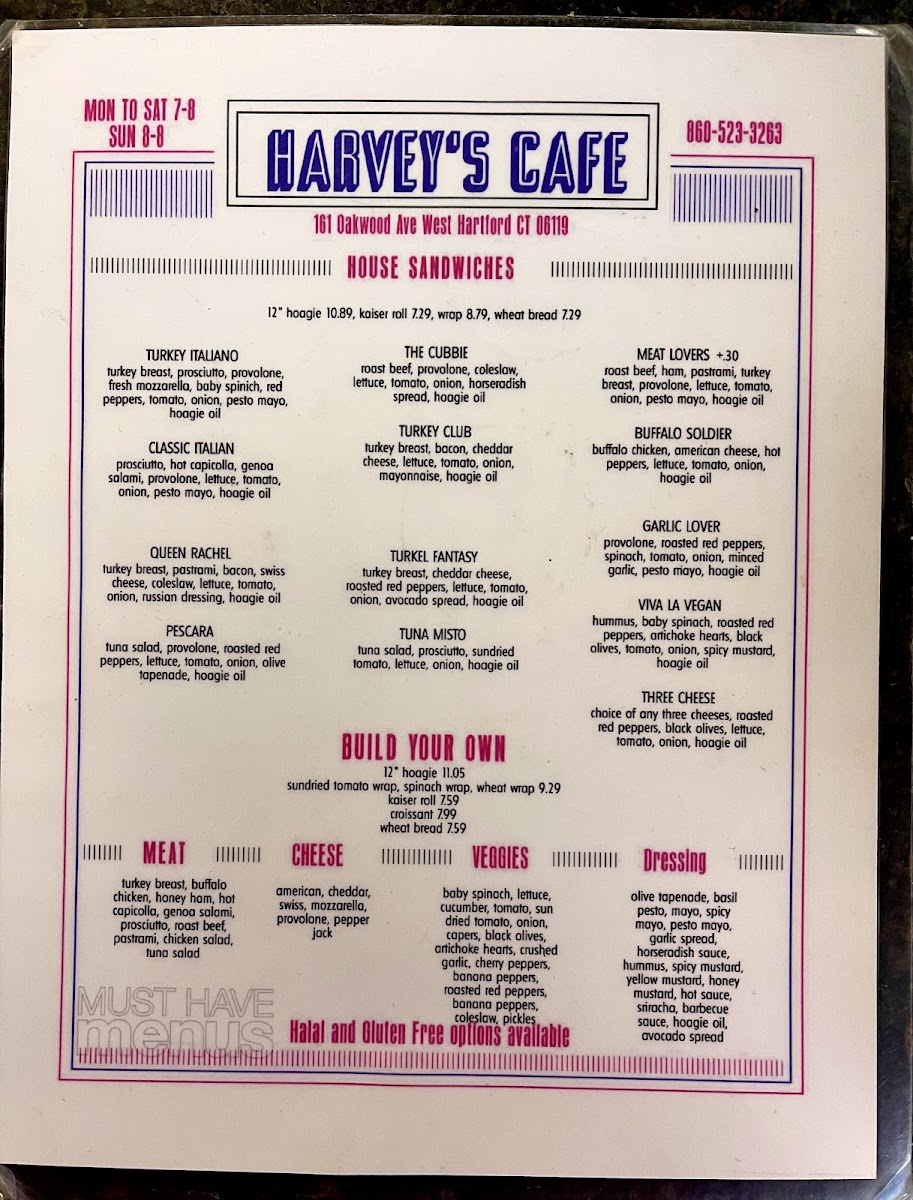 MON TO SAT 7-8
SUN 8-8
HARVEY'S CAFE
860-523-3263
161 Oakwood Ave West Hartford CT 06119
HOUSE SANDWICHES
12" hoagie 10.89, kaiser roll 7.29, wrap 8.79, wheat bread 7.29
TURKEY ITALIANO
turkey breast, prosciutto, provolone,
fresh mozzarella, baby spinich, red
peppers, tomato, onion, pesto mayo,
hoagie oil
CLASSIC ITALIAN
prosciutto, hot capicolla, genoa
salami, provolone, lettuce, tomato,
onion, pesto mayo, hoagie oil
QUEEN RACHEL
turkey breast, pastrami, bacon, swiss
cheese, coleslaw, lettuce, tomato,
onion, russian dressing, hoagie oil
PESCARA
tuna salad, provolone, roasted red
peppers, lettuce, tomato, onion, olive
tapenade, hoagie oil
THE CUBBIE
roast beef, provolone, coleslaw,
lettuce, tomato, onion, horseradish
spread, hoagie oil
TURKEY CLUB
turkey breast, bacon, cheddar
cheese, lettuce, tomato, onion,
mayonnaise, hoagie oil
TURKEL FANTASY
turkey breast, cheddar cheese,
roasted red peppers, lettuce, tomato,
onion, avocado spread, hoagie oil
TUNA MISTO
tuna salad, prosciutto, sundried
tomato, lettuce, onion, hoagie oil
MEAT LOVERS +.30
roast beef, ham, pastrami, turkey
breast, provolone, lettuce, tomato,
onion, pesto mayo, hoagie oil
BUFFALO SOLDIER
buffalo chicken, american cheese, hot
peppers, lettuce, tomato, onion,
hoagie oil
GARLIC LOVER
provolone, roasted red peppers,
spinach, tomato, onion, minced
garlic, pesto mayo, hoagie oil
VIVA LA VEGAN
hummus, baby spinach, roasted red
peppers, artichoke hearts, black
olives, tomato, onion, spicy mustard,
hoagie oil
THREE CHEESE
choice of any three cheeses, roasted
red peppers, black olives, lettuce,
tomato, onion, hoagie oil
BUILD YOUR OWN
12" hoagie 11.05
sundried tomato wrap, spinach wrap, wheat wrap 9.29
kaiser roll 7.59
croissant 7.99
wheat bread 7.59
MEAT
turkey breast, buffalo
chicken, honey ham, hot
capicolla, genoa salami,
prosciutto, roast beef,
pastrami, chicken salad,
tuna salad
CHEESE
american, cheddar,
swiss, mozzarella,
provolone, pepper
jack
VEGGIES
baby spinach, lettuce,
cucumber, tomato, sun
dried tomato, onion,
capers, black olives,
artichoke hearts, crushed
garlic, cherry peppers,
banana peppers,
roasted red peppers,
banana peppers,
coleslaw, pickles
Dressing
olive tapenade, basil
pesto, mayo, spicy
mayo, pesto mayo,
garlic spread,
horseradish sauce,
hummus, spicy mustard,
yellow mustard, honey
mustard, hot sauce,
sriracha, barbecue
sauce, hoagie oil,
avocado spread
MUST HAVE
menus
Halal and Gluten Free options available